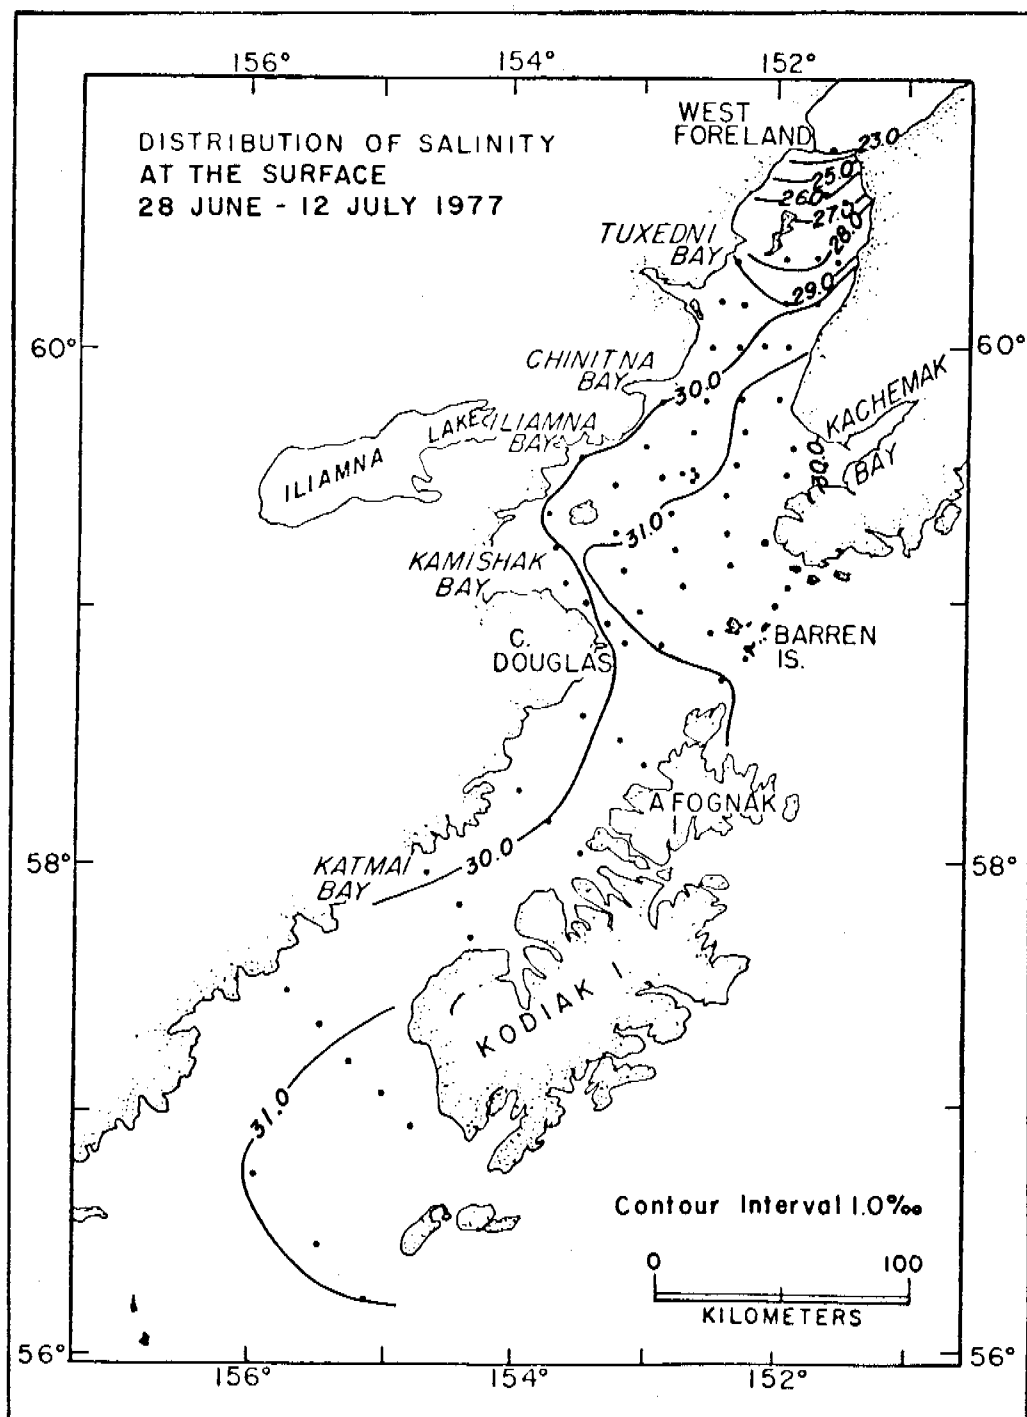 156°
154°
152°
DISTRIBUTION OF SALINITY
AT THE SURFACE
28 JUNE - 12 JULY 1977
WEST
FORELAND
23.0
25.0
26.0
27.0
28.0
TUXEDNI
BAY
29.0
60°
60°
CHINITNA
BAY
30.0
KACHEMAK
BAY
30.0
LAKE
ILIAMNA
ILIAMNA
BAY
31.0
KAMISHAK
BAY
C.
DOUGLAS
BARREN
IS.
AFOGNAK
I
30.0
58°
58°
KATMAI
BAY
KODIAK I
31.0
Contour Interval 1.0‰
0
100
KILOMETERS
56°
56°
156°
154°
152°